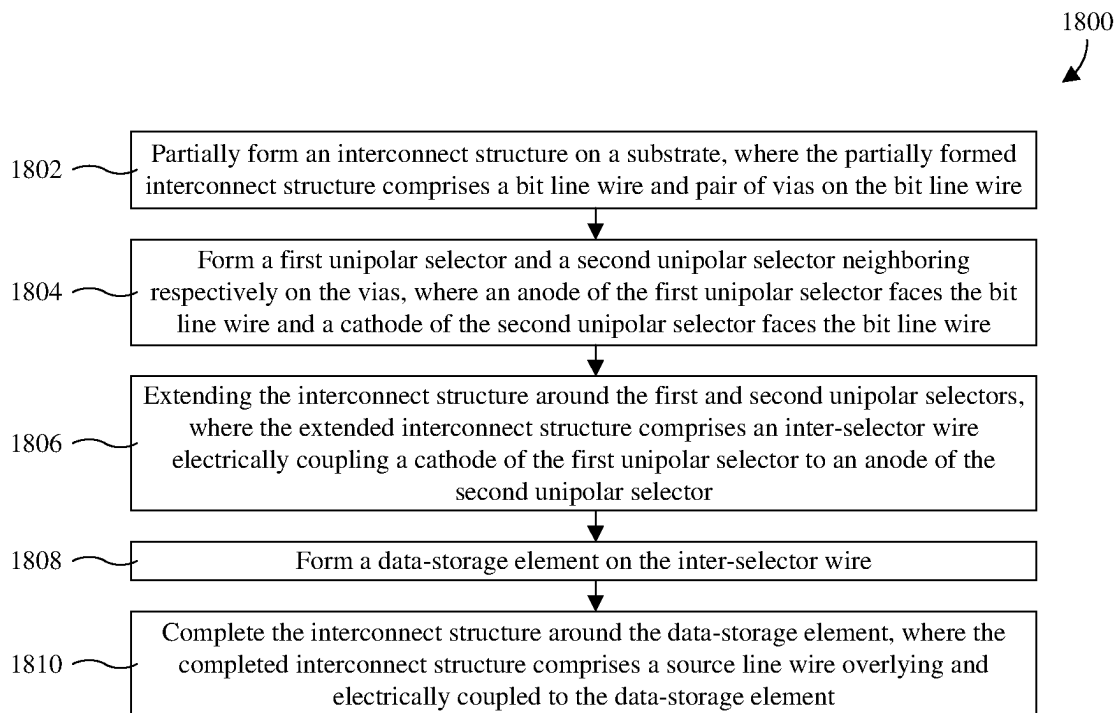 1800
1802
Partially form an interconnect structure on a substrate, where the partially formed
interconnect structure comprises a bit line wire and pair of vias on the bit line wire
1804
Form a first unipolar selector and a second unipolar selector neighboring
respectively on the vias, where an anode of the first unipolar selector faces the bit
line wire and a cathode of the second unipolar selector faces the bit line wire
1806
Extending the interconnect structure around the first and second unipolar selectors,
where the extended interconnect structure comprises an inter-selector wire
electrically coupling a cathode of the first unipolar selector to an anode of the
second unipolar selector
1808
Form a data-storage element on the inter-selector wire
1810
Complete the interconnect structure around the data-storage element, where the
completed interconnect structure comprises a source line wire overlying and
electrically coupled to the data-storage element